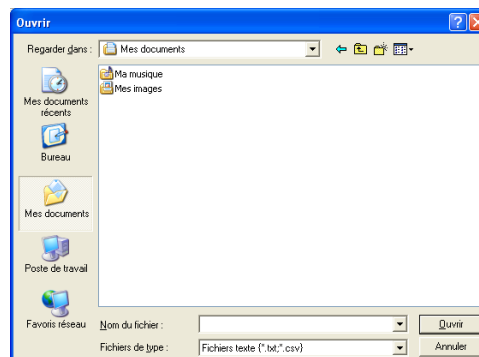 Ouvrir
Regarder dans :
Mes documents
Ma musique
Mes images
Mes documents
récents
Bureau
Mes documents
Poste de travail
Favoris réseau
Nom du fichier :
Ouvrir
Fichiers de type :
Fichiers texte (*.txt;*.csv)
Annuler